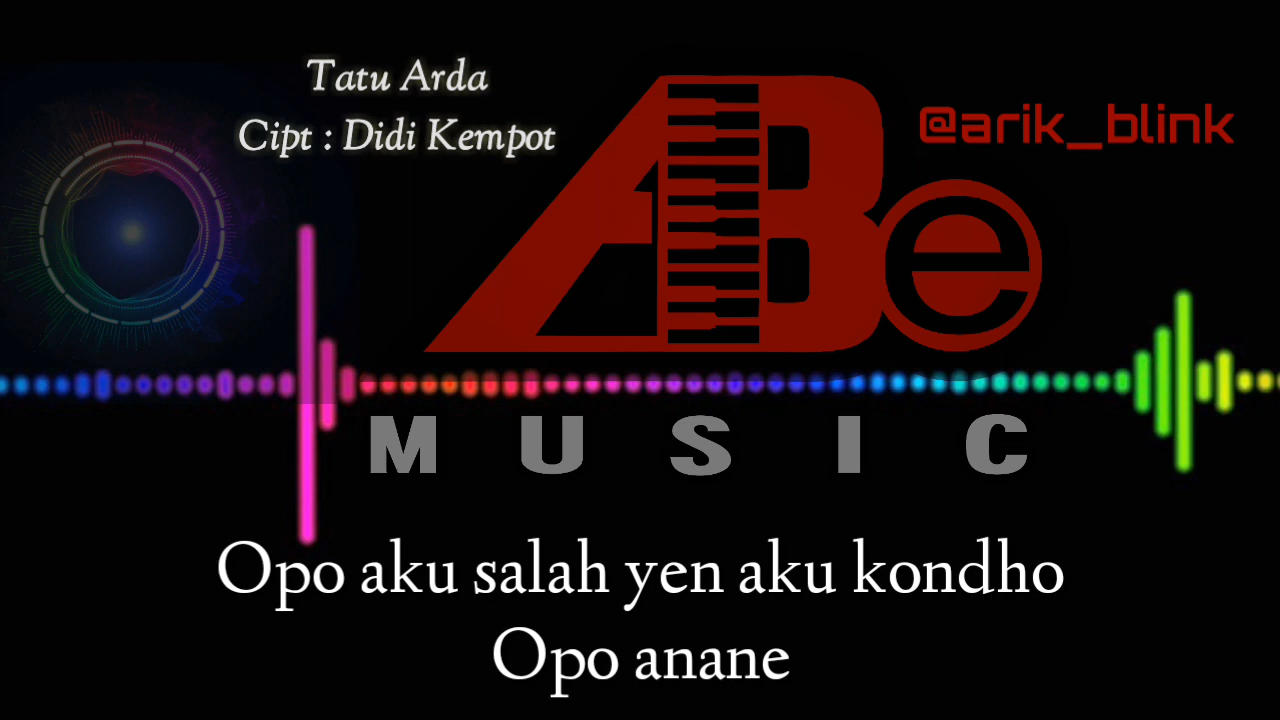 Tatu Arda
Cipt : Didi Kempot
@arik_blink
ABe
MUSIC
Opo aku salah yen aku kondho
Opo anane